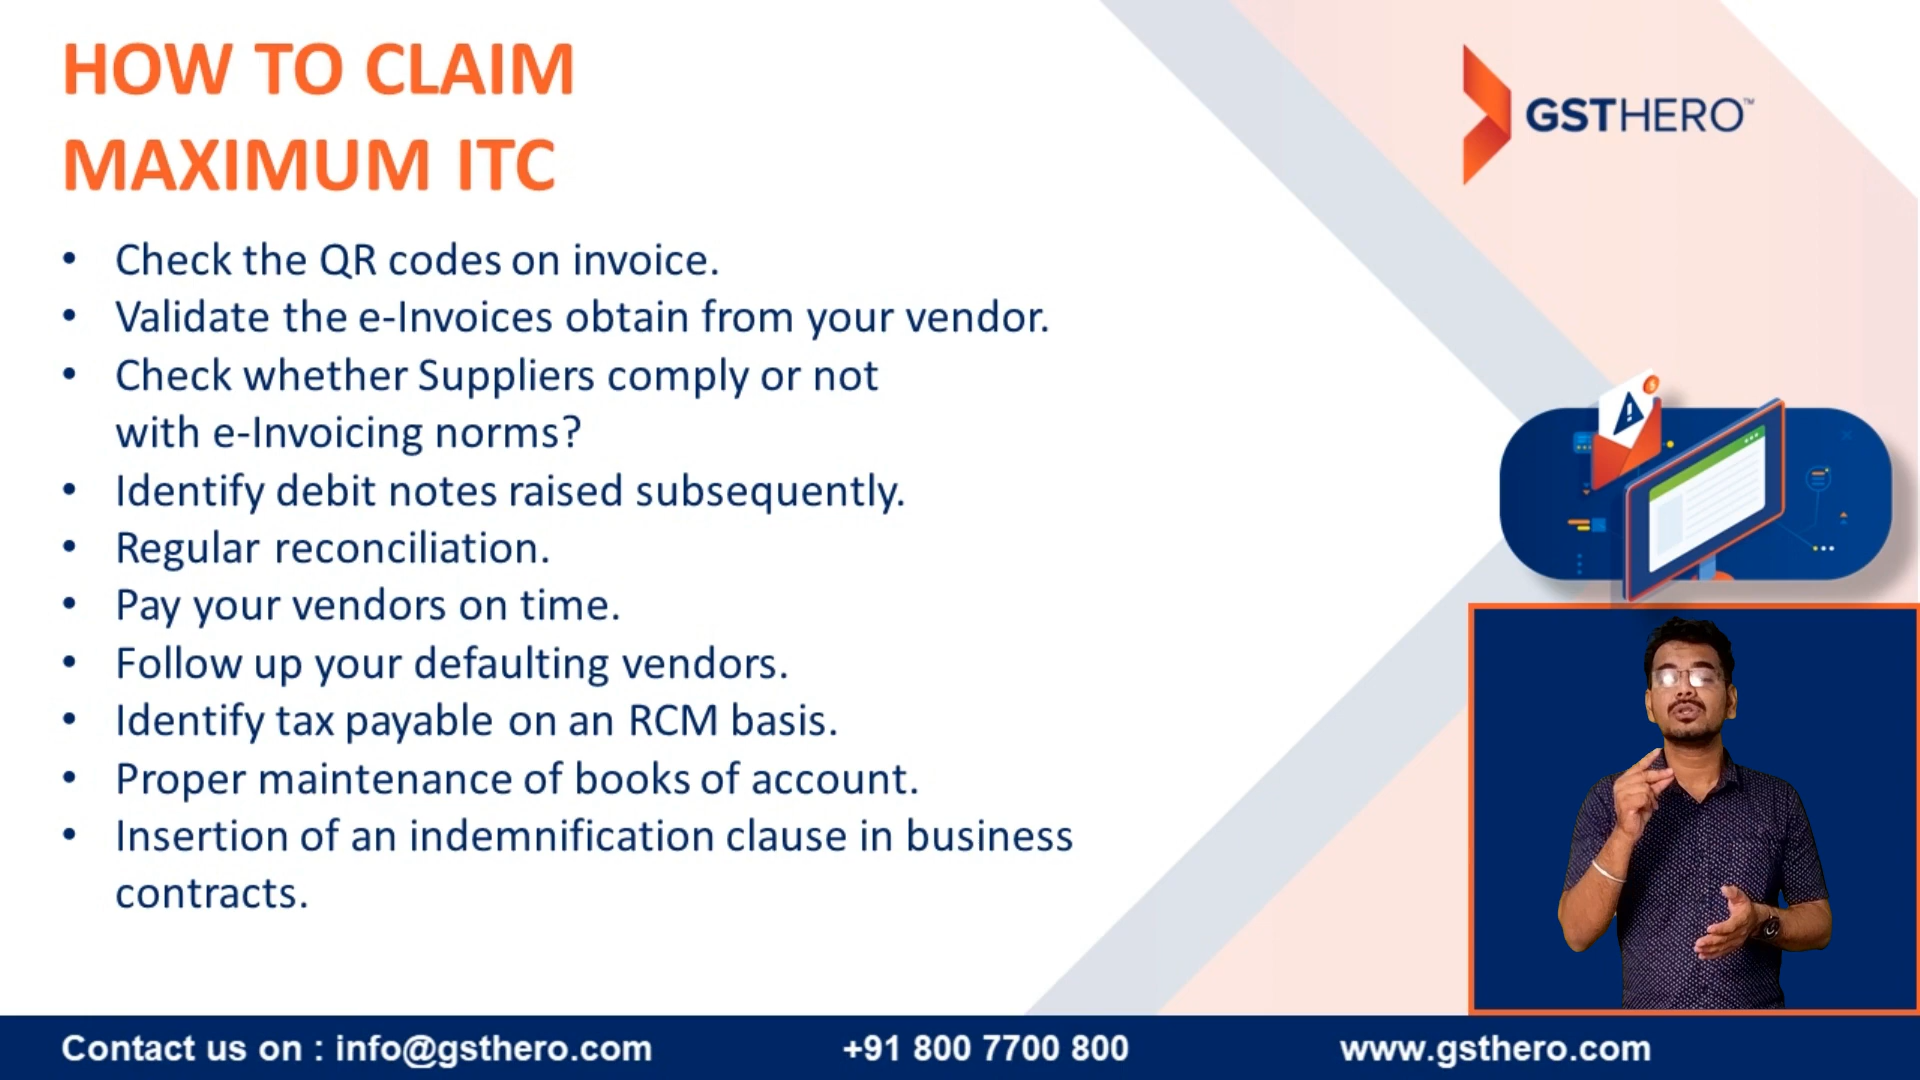 HOW TO CLAIM
MAXIMUM ITC
GSTHERO™
• Check the QR codes on invoice.
• Validate the e-Invoices obtain from your vendor.
• Check whether Suppliers comply or not
with e-Invoicing norms?
• Identify debit notes raised subsequently.
• Regular reconciliation.
• Pay your vendors on time.
• Follow up your defaulting vendors.
• Identify tax payable on an RCM basis.
• Proper maintenance of books of account.
• Insertion of an indemnification clause in business
contracts.
Contact us on : info@gsthero.com +91 800 7700 800 www.gsthero.com